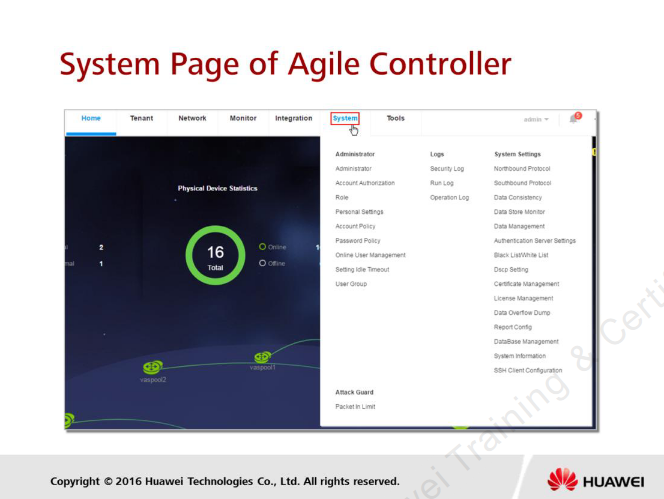 System Page of Agile Controller
Home Tenant Network Monitor Integration System Tools admin 5
Physical Device Statistics
16
Total
Online
Offline
2
1
vaxpool2
vaspool1
Administrator
Administrator
Account Authorization
Role
Personal Settings
Account Policy
Password Policy
Online User Management
Setting Idle Timeout
User Group
Attack Guard
Packet In Limit
Logs
Security Log
Run Log
Operation Log
System Settings
Northbound Protocol
Southbound Protocol
Data Consistency
Data Store Monitor
Data Management
Authentication Server Settings
Black List/White List
Dscp Setting
Certificate Management
License Management
Data Overflow Dump
Report Config
DataBase Management
System Information
SSH Client Configuration
Training &
Copyright © 2016 Huawei Technologies Co., Ltd. All rights reserved.
HUAWEI